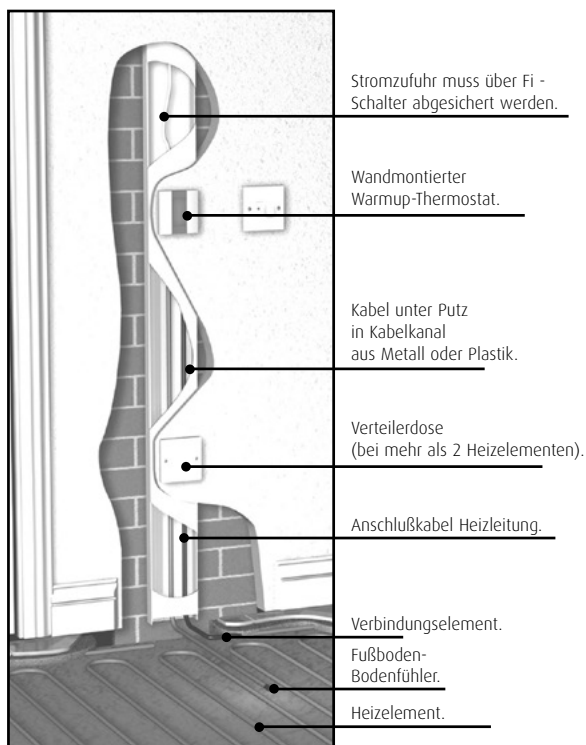 Stromzufuhr muss über Fi -
Schalter abgesichert werden.
Wandmontierter
Warmup-Thermostat.
Kabel unter Putz
in Kabelkanal
aus Metall oder Plastik.
Verteilerdose
(bei mehr als 2 Heizelementen).
Anschlußkabel Heizleitung.
Verbindungselement.
Fußboden-
Bodenfühler.
Heizelement.